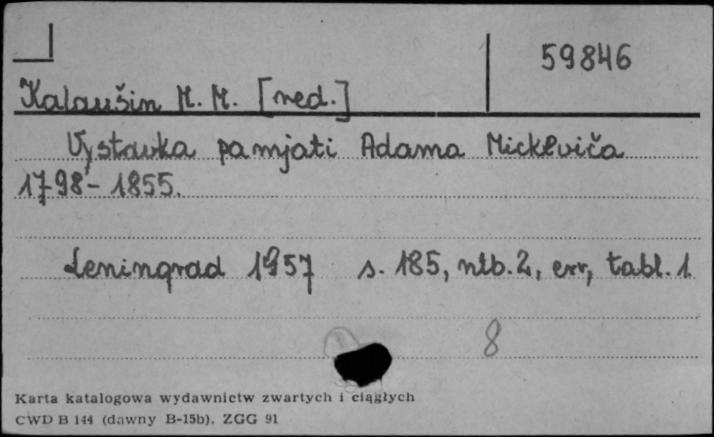 59846
Kalaušin M. M. [red.]
Vystavka pamjati Adama Mickeviča
1798-1855.
Leningrad 1957 s. 185, nlb. 2, err, tabl. 1
8
Karta katalogowa wydawnictw zwartych i ciągłych
CWD B 144 (dawny B-15b). ZGG 91